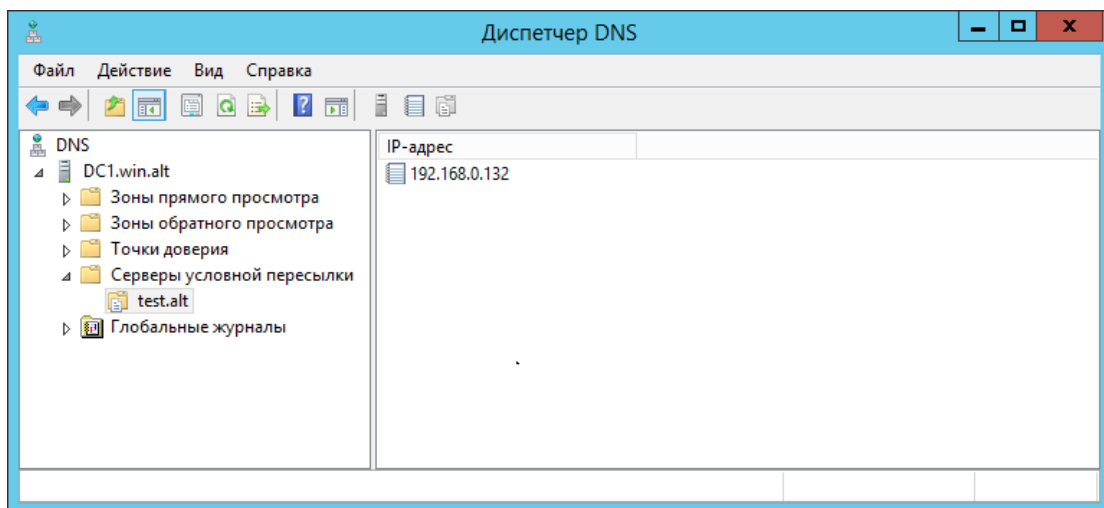 Диспетчер DNS
Файл Действие Вид Справка
DNS
DC1.win.alt
Зоны прямого просмотра
Зоны обратного просмотра
Точки доверия
Серверы условной пересылки
test.alt
Глобальные журналы
IP-адрес
192.168.0.132